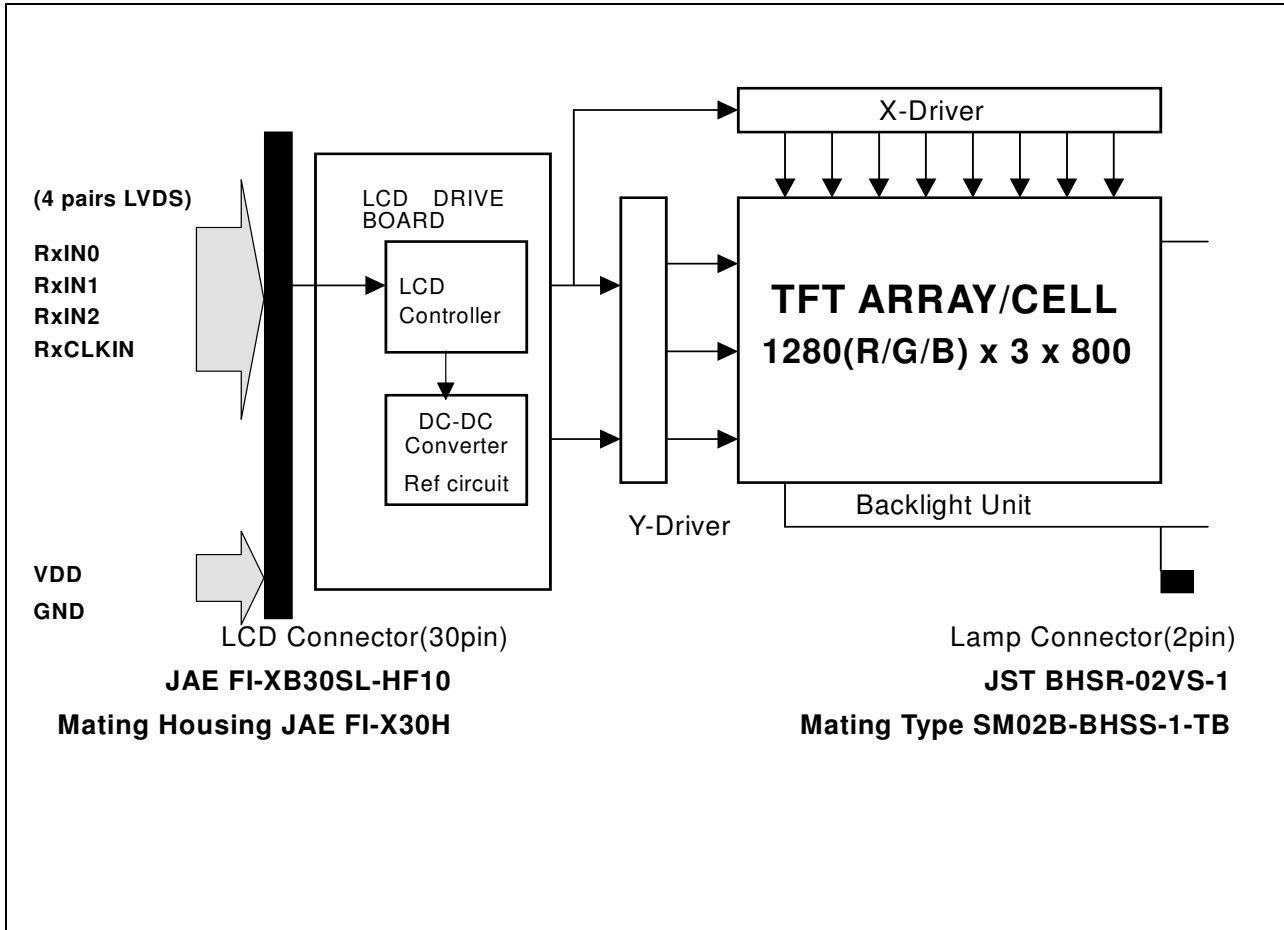 X-Driver
(4 pairs LVDS)
RxIN0
RxIN1
RxIN2
RxCLKIN
LCD DRIVE
BOARD
LCD
Controller
DC-DC
Converter
Ref circuit
TFT ARRAY/CELL
1280(R/G/B) x 3 x 800
Y-Driver
Backlight Unit
VDD
GND
LCD Connector(30pin)
JAE FI-XB30SL-HF10
Mating Housing JAE FI-X30H
Lamp Connector(2pin)
JST BHSR-02VS-1
Mating Type SM02B-BHSS-1-TB